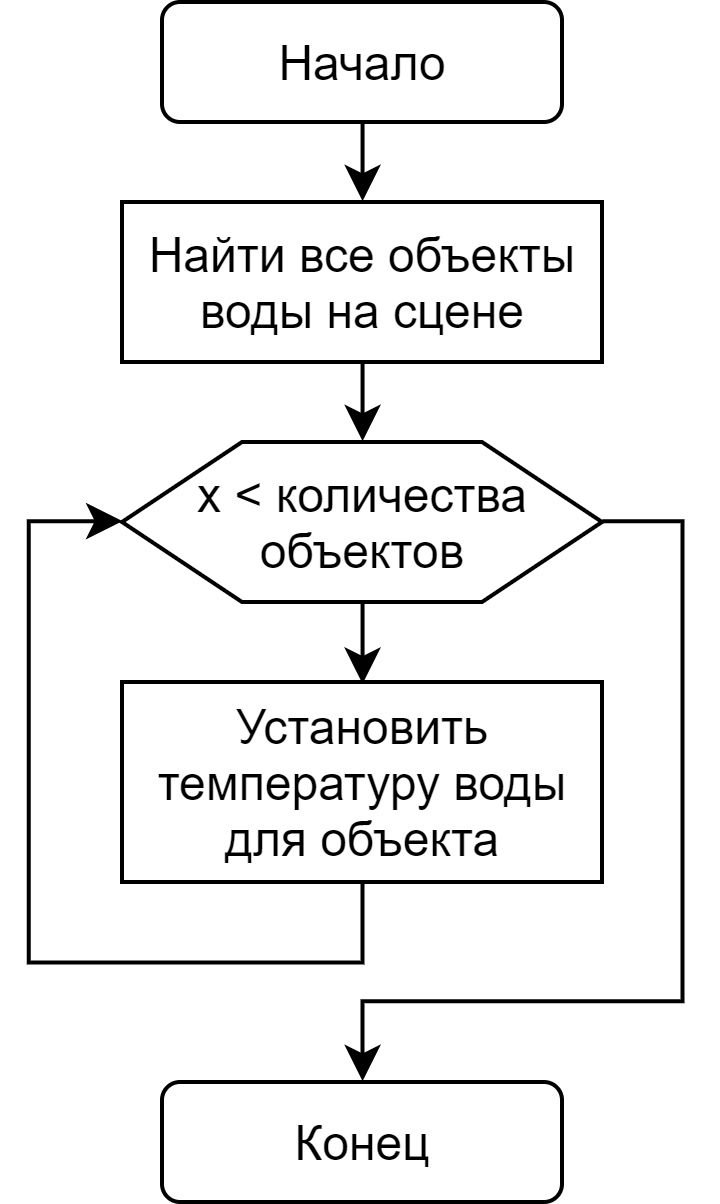 Начало
Найти все объекты
воды на сцене
x < количества
объектов
Установить
температуру воды
для объекта
Конец